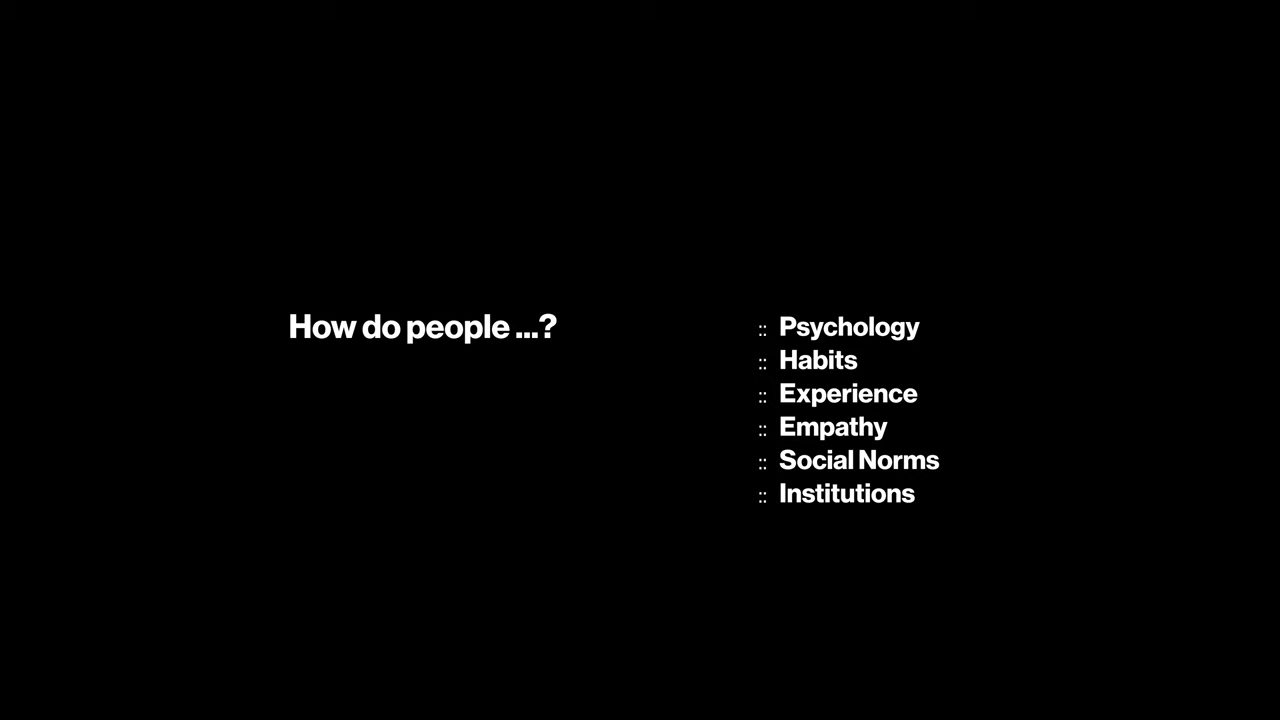 How do people ...?
:: Psychology
:: Habits
:: Experience
:: Empathy
:: Social Norms
:: Institutions